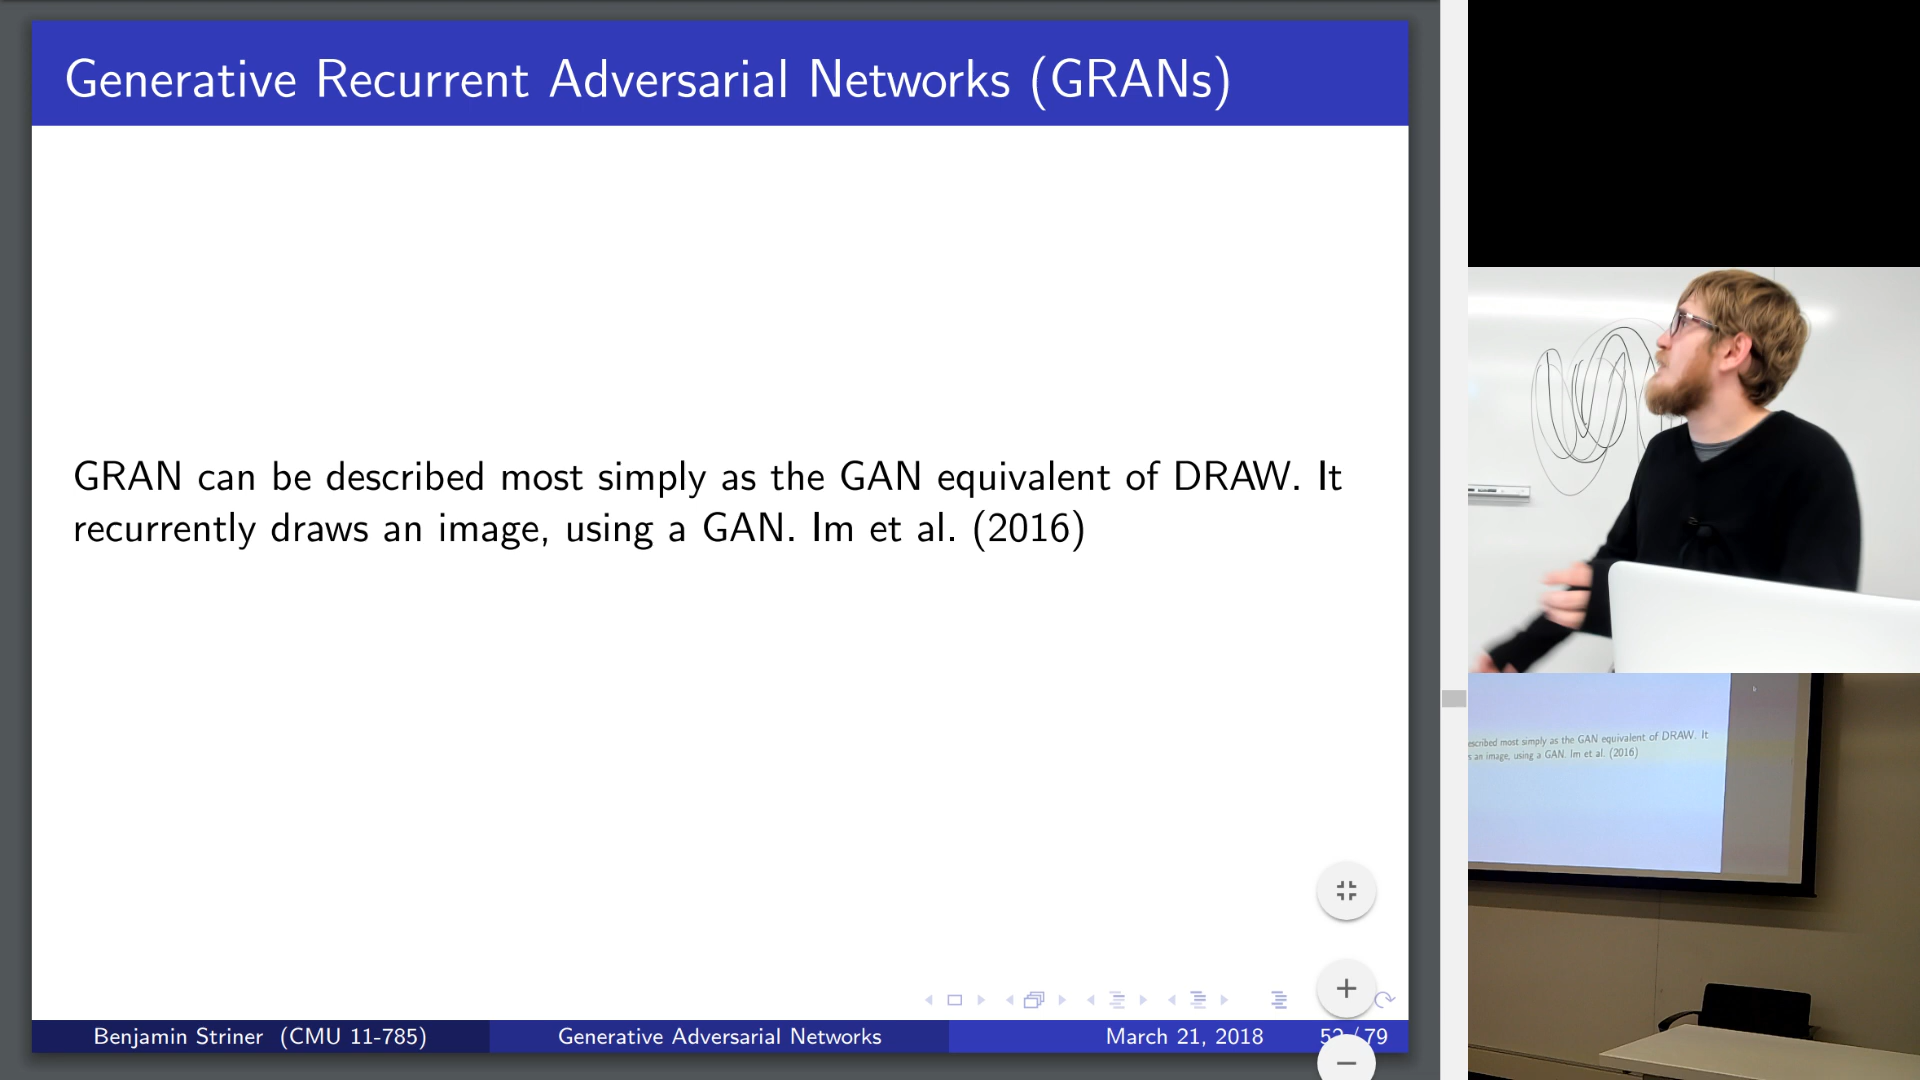 Generative Recurrent Adversarial Networks (GRANs)
GRAN can be described most simply as the GAN equivalent of DRAW. It
recurrently draws an image, using a GAN. Im et al. (2016)
Benjamin Striner (CMU 11-785)
Generative Adversarial Networks
March 21, 2018
/ 79
most simply as the GAN equivalent of DRAW. It
an image, using a GAN. Im et al. (2016)